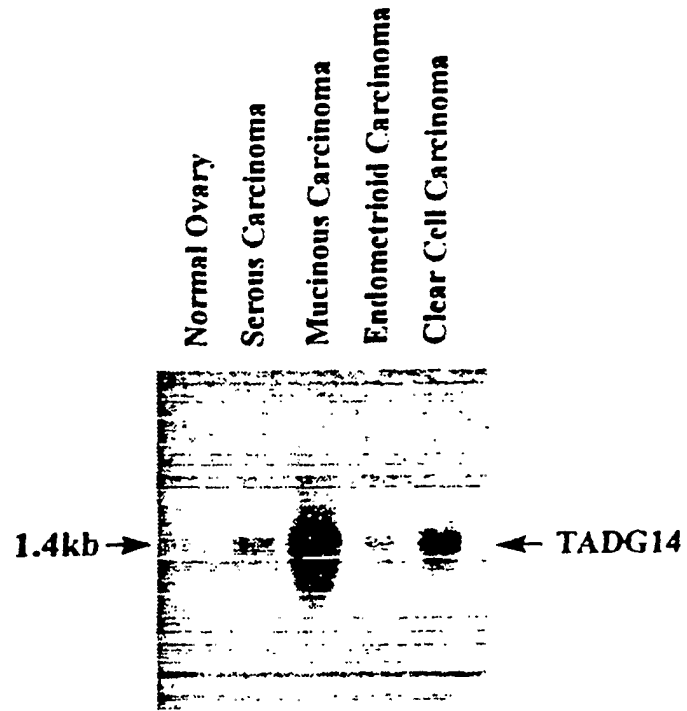 Normal Ovary
Serous Carcinoma
Mucinous Carcinoma
Endometrioid Carcinoma
Clear Cell Carcinoma
1.4kb
TADG14